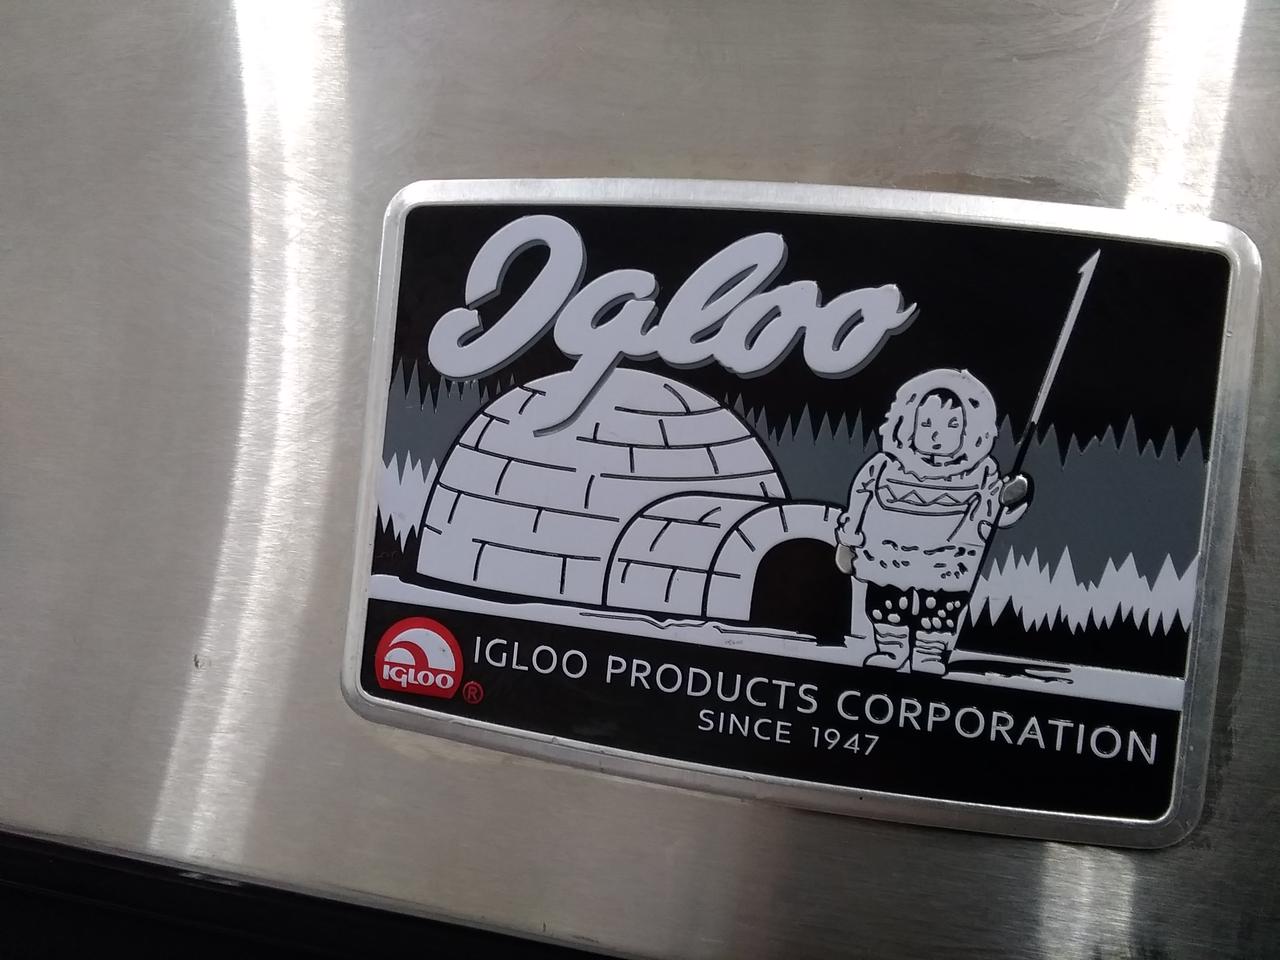 Igloo
IGLOO ®
IGLOO PRODUCTS CORPORATION
SINCE 1947